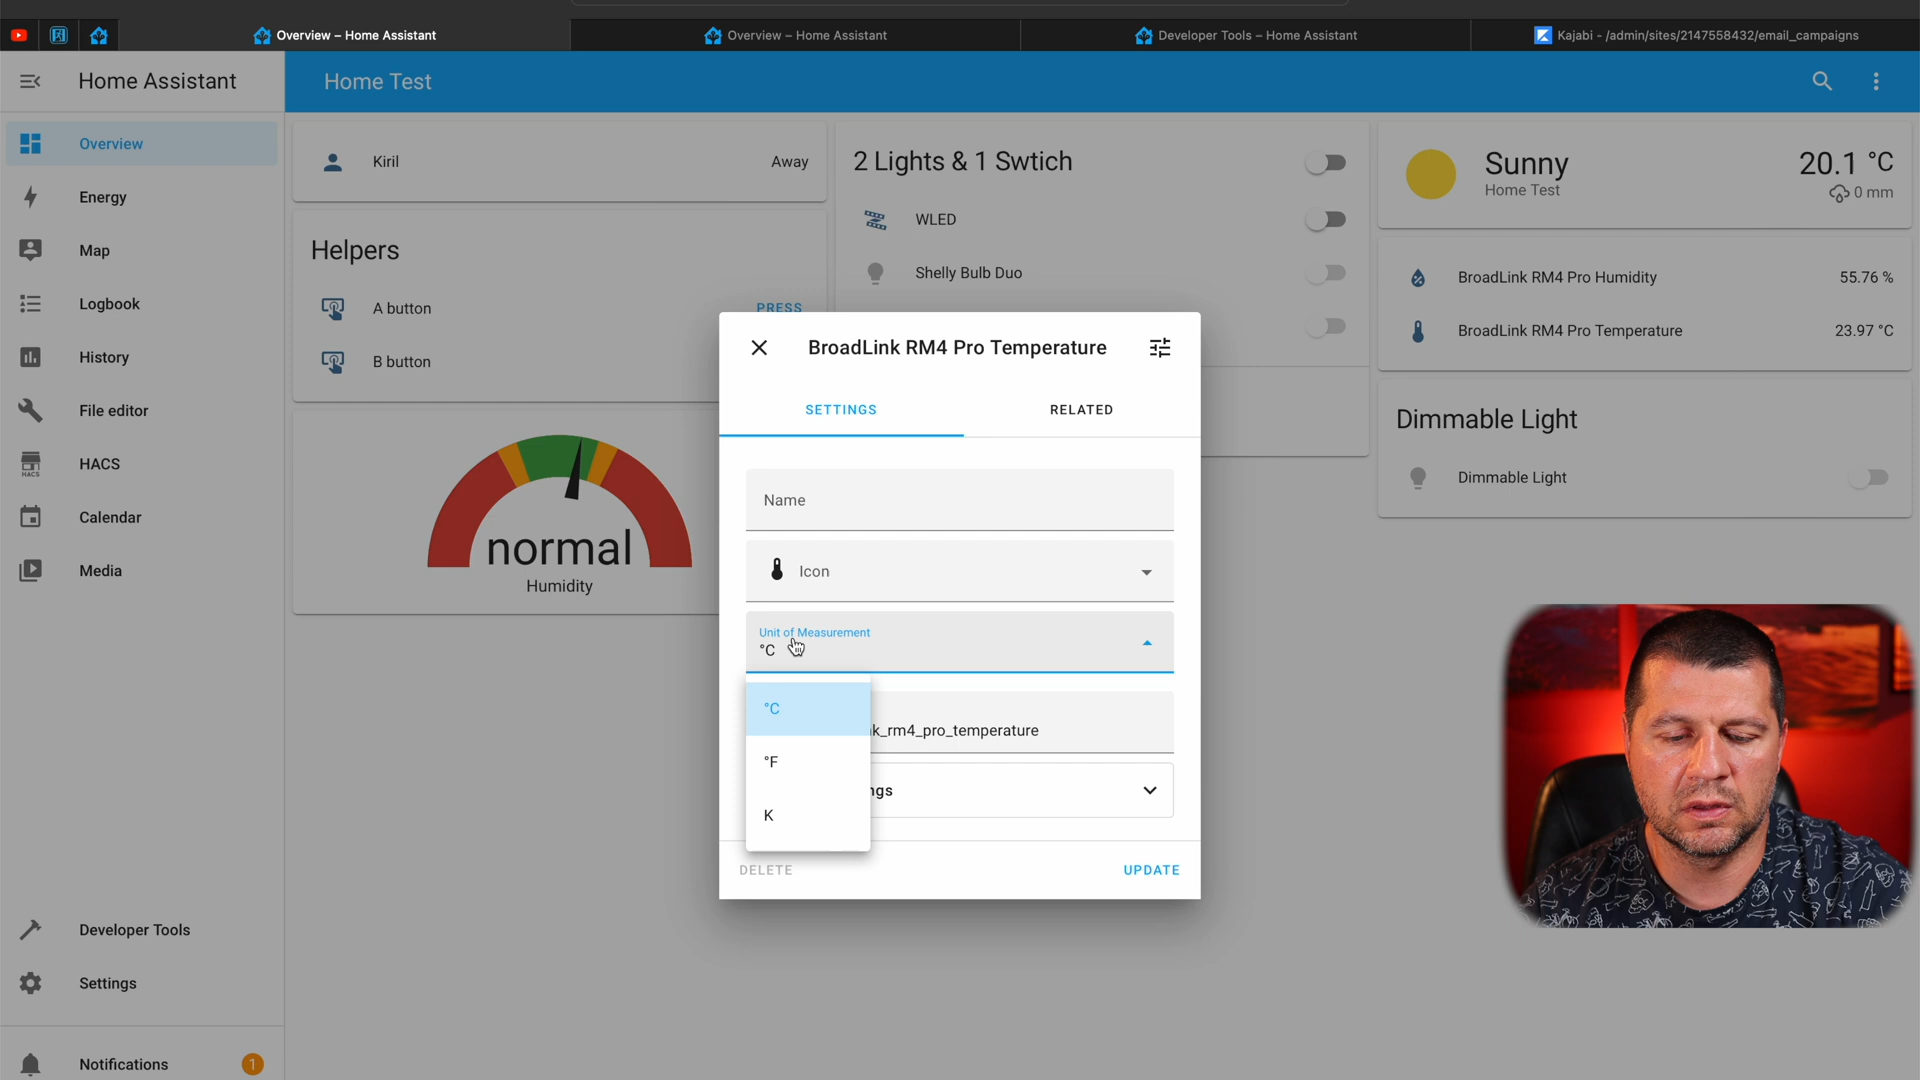 Overview – Home Assistant
Overview – Home Assistant
Developer Tools – Home Assistant
Kajabi - /admin/sites/2147558432/email_campaigns
Home Assistant
Home Test
Overview
Energy
Map
Logbook
History
File editor
HACS
HACS
Calendar
Media
Developer Tools
Settings
Notifications
1
Kiril
Away
Helpers
A button
PRESS
B button
normal
Humidity
2 Lights & 1 Swtich
WLED
Shelly Bulb Duo
Sunny
20.1 °C
Home Test
0 mm
BroadLink RM4 Pro Humidity
55.76 %
BroadLink RM4 Pro Temperature
23.97 °C
Dimmable Light
Dimmable Light
BroadLink RM4 Pro Temperature
SETTINGS
RELATED
Name
Icon
Unit of Measurement
°C
°C
°F
K
k_rm4_pro_temperature
ngs
DELETE
UPDATE